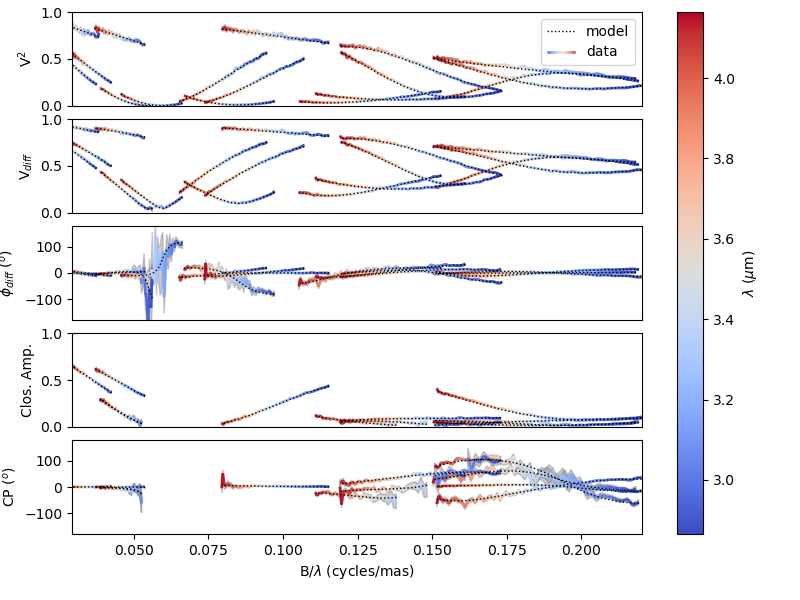 1.0
0.5
0.0
V²
model
data
1.0
0.5
0.0
V_diff
100
0
−100
ϕ_diff (°)
1.0
0.5
0.0
Clos. Amp.
100
0
−100
CP (°)
0.050 0.075 0.100 0.125 0.150 0.175 0.200
B/λ (cycles/mas)
4.0
3.8
3.6
3.4
3.2
3.0
λ (μm)